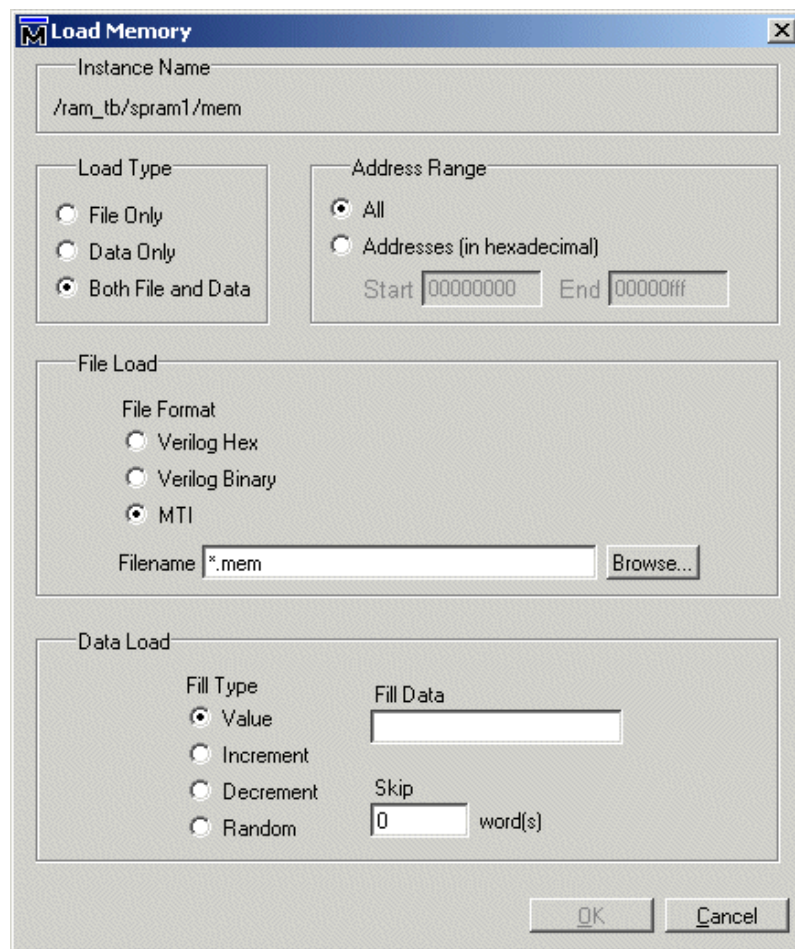 M Load Memory
Instance Name
/ram_tb/spram1/mem
Load Type
File Only
Data Only
Both File and Data
Address Range
All
Addresses (in hexadecimal)
Start 00000000 End 00000fff
File Load
File Format
Verilog Hex
Verilog Binary
MTI
Filename *.mem Browse...
Data Load
Fill Type
Value
Increment
Decrement
Random
Fill Data
Skip
0 word(s)
OK Cancel